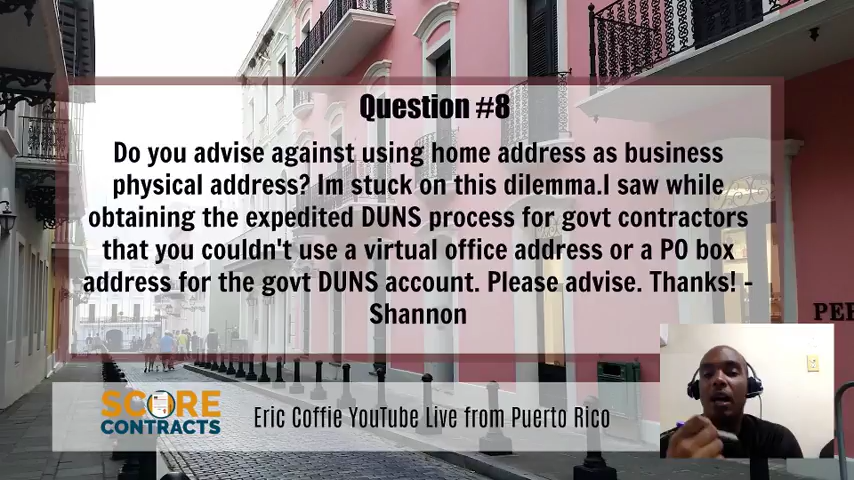 Question #8
Do you advise against using home address as business
physical address? Im stuck on this dilemma.I saw while
obtaining the expedited DUNS process for govt contractors
that you couldn't use a virtual office address or a PO box
address for the govt DUNS account. Please advise. Thanks! -
Shannon
PE
SCORE
CONTRACTS
Eric Coffie YouTube Live from Puerto Rico